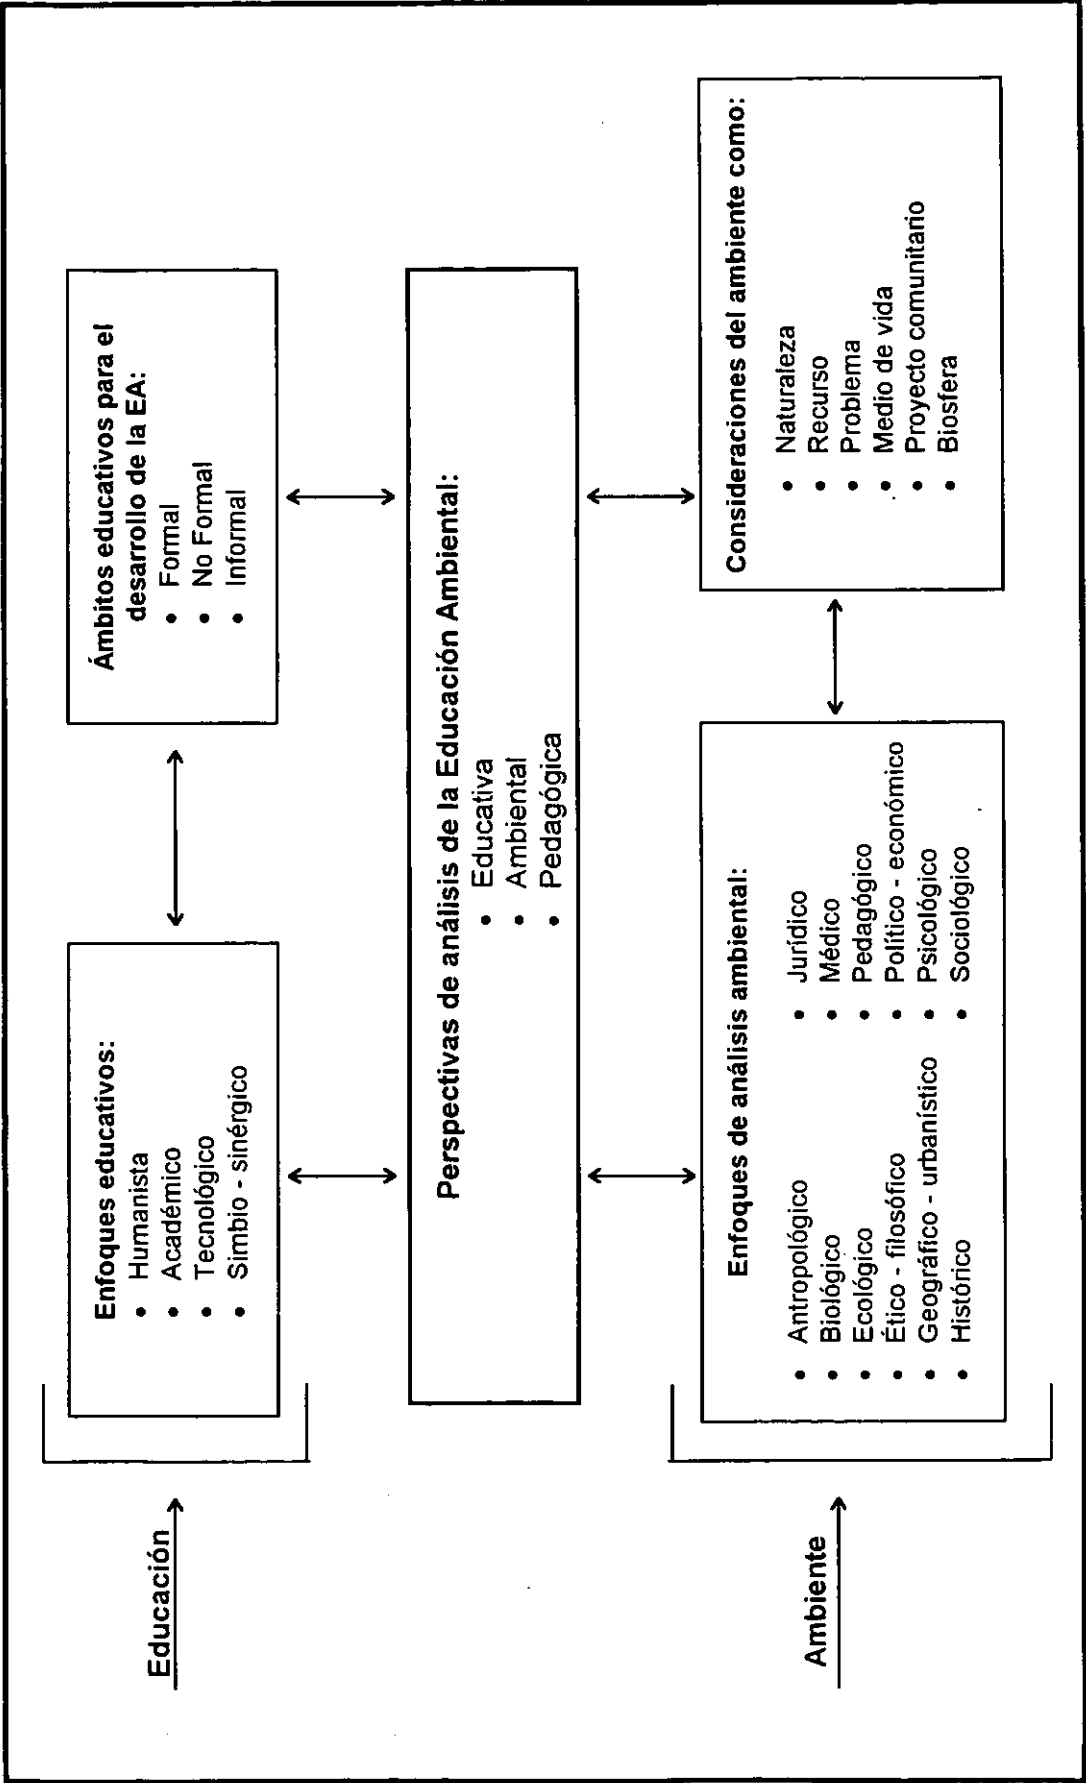 Educación
Enfoques educativos:
• Humanista
• Académico
• Tecnológico
• Simbio - sinérgico
Ámbitos educativos para el
desarrollo de la EA:
• Formal
• No Formal
• Informal
Perspectivas de análisis de la Educación Ambiental:
• Educativa
• Ambiental
• Pedagógica
Ambiente
Enfoques de análisis ambiental:
• Antropológico
• Biológico
• Ecológico
• Ético - filosófico
• Geográfico - urbanístico
• Histórico
• Jurídico
• Médico
• Pedagógico
• Político - económico
• Psicológico
• Sociológico
Consideraciones del ambiente como:
• Naturaleza
• Recurso
• Problema
• Medio de vida
• Proyecto comunitario
• Biosfera